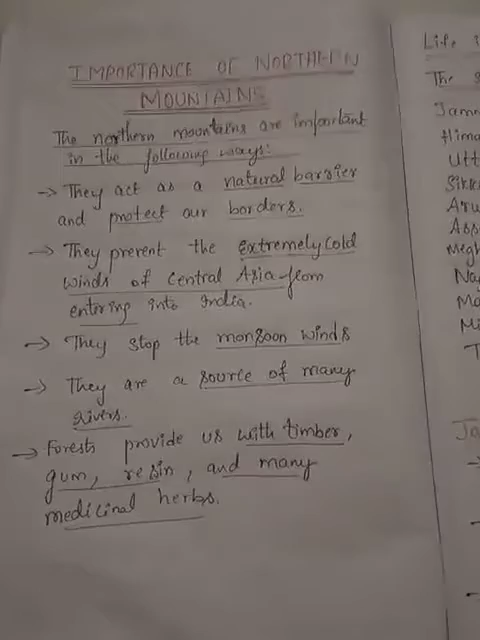 IMPORTANCE OF NORTHERN
MOUNTAINS
The northern mountains are important
in the following ways:
→ They act as a natural barrier
and protect our borders.
→ They prevent the extremely cold
winds of central Asia from
entering into India.
→ They stop the monsoon winds
→ They are a source of many
rivers.
→ Forests provide us with timber,
gum, resin, and many
medicinal herbs.
Life i
The s
Jamm
Hima
Utt
Sikk
Aru
Ass
Megh
Na
Ma
Mi
T
Ja